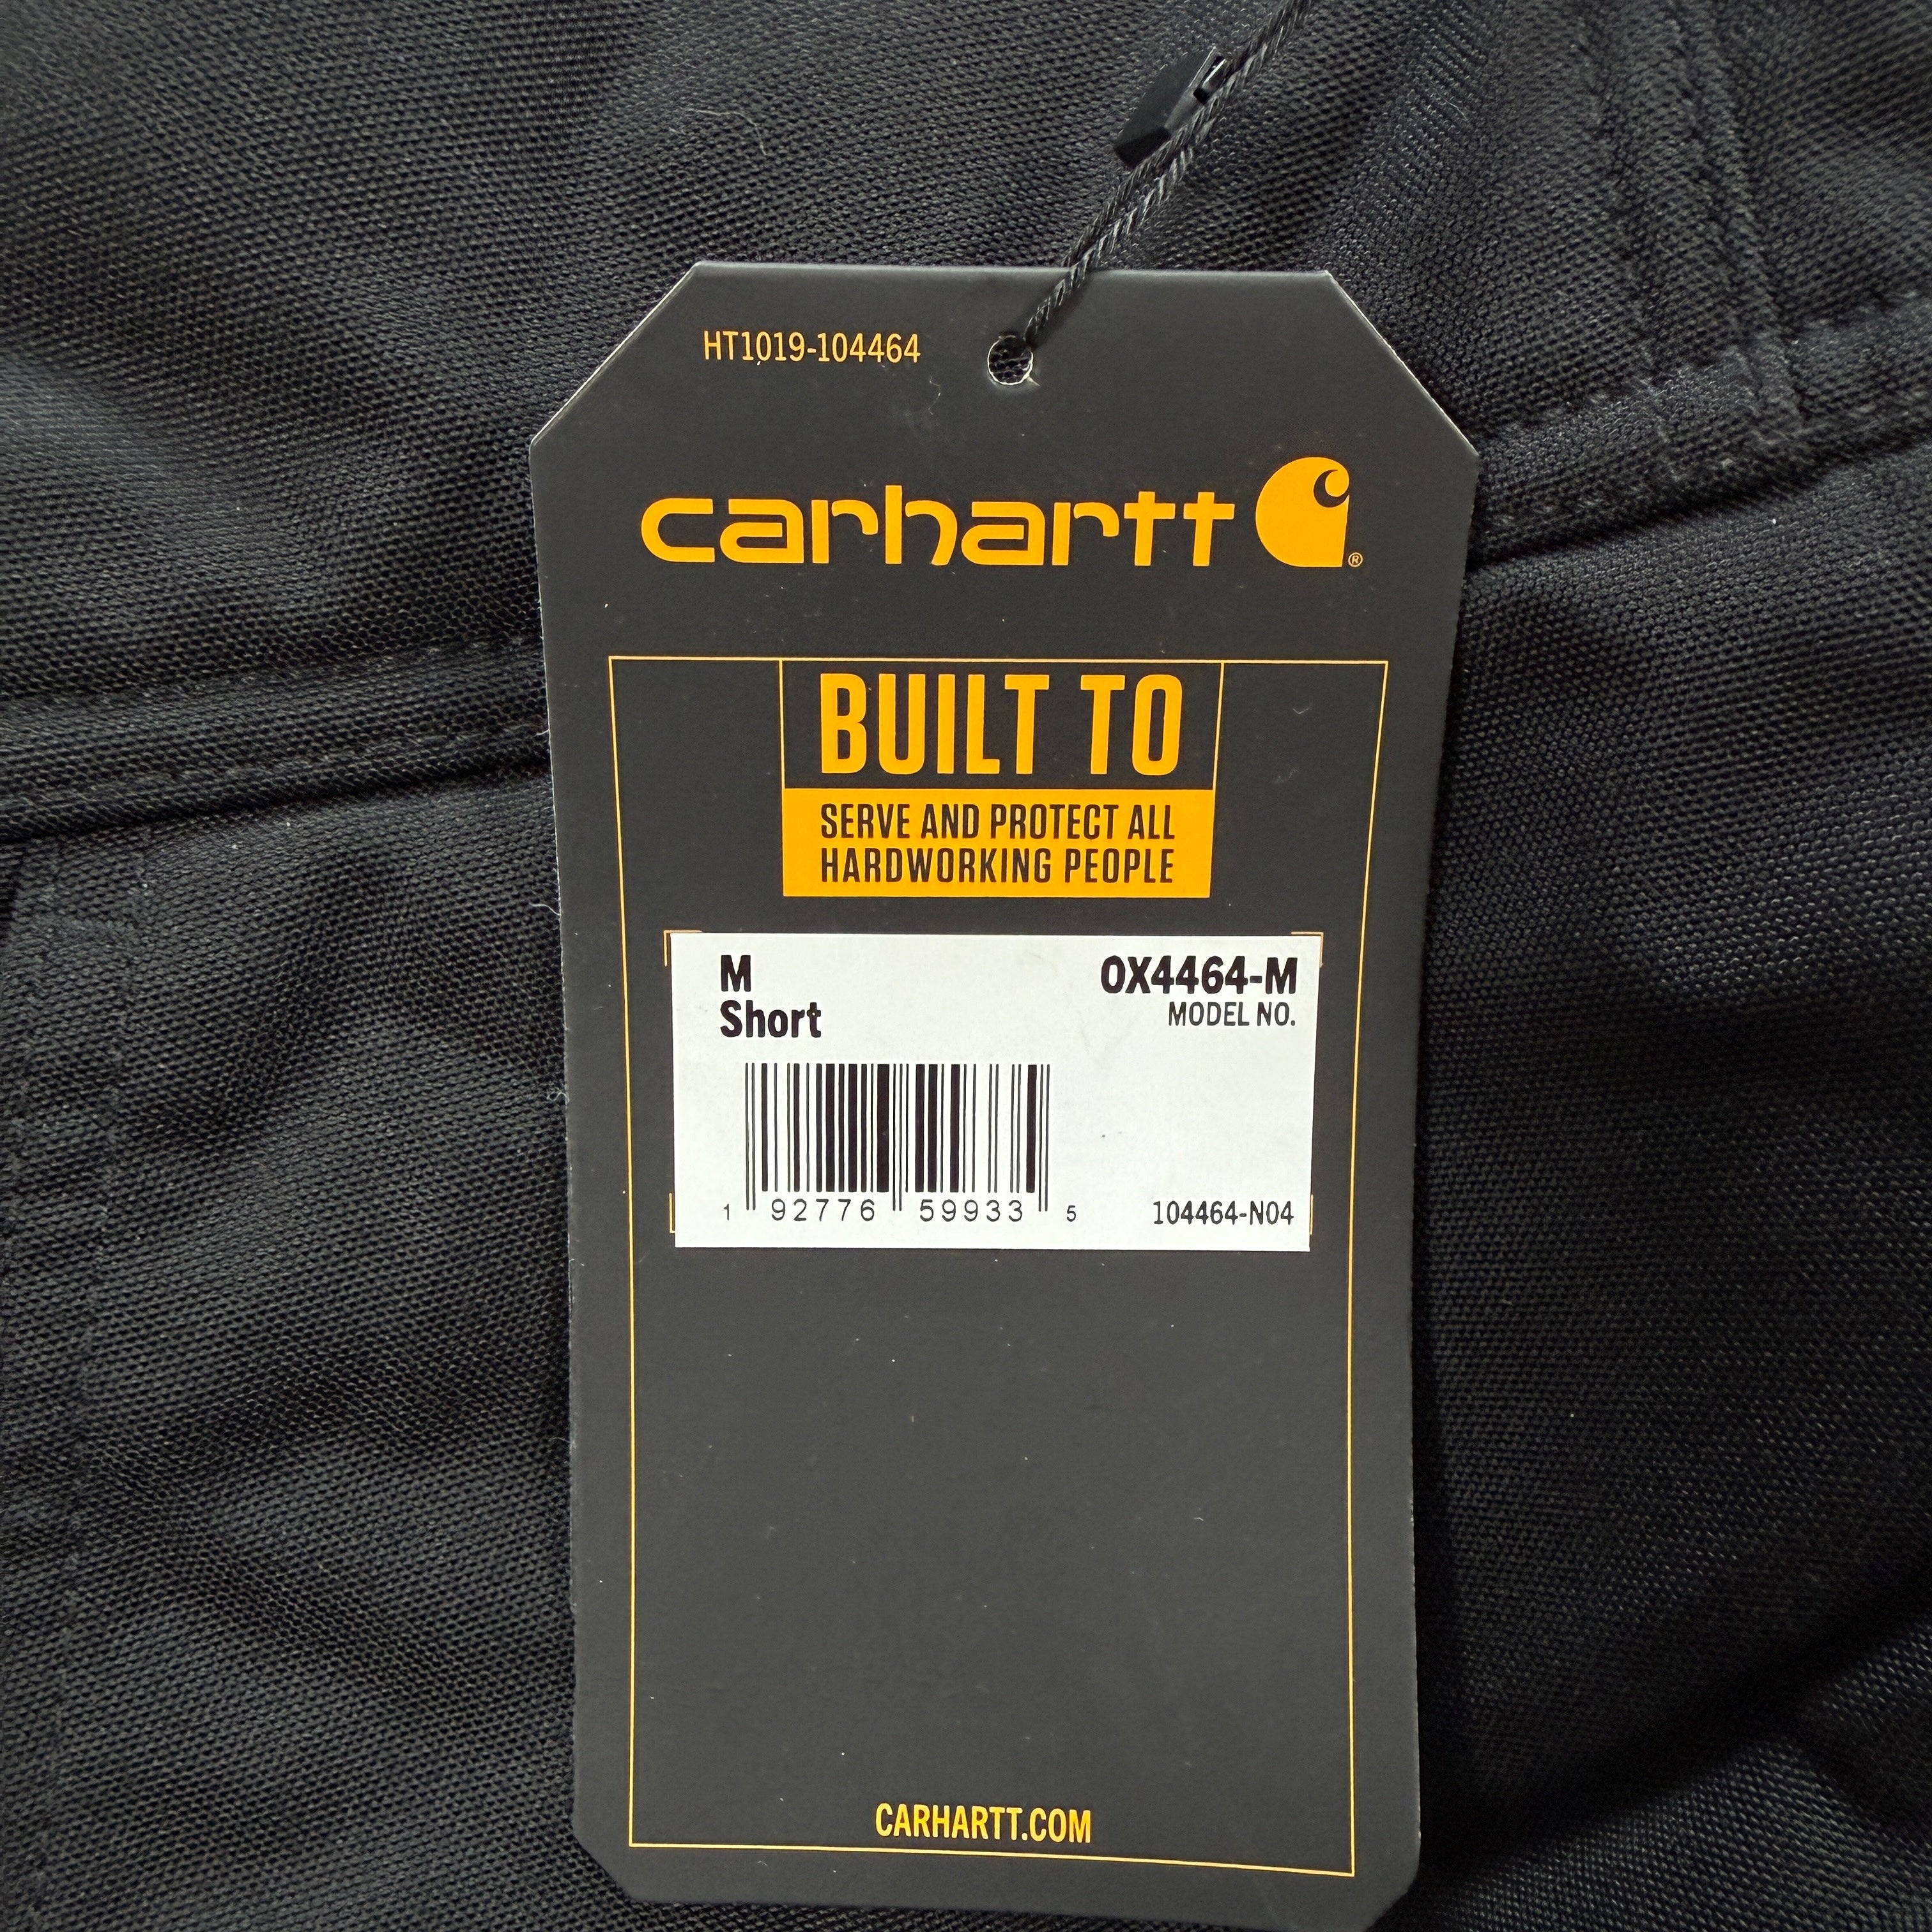 HT1019-104464
carhartt ®
BUILT TO
SERVE AND PROTECT ALL
HARDWORKING PEOPLE
M
Short
OX4464-M
MODEL NO.
1 92776 59933 5
104464-N04
CARHARTT.COM